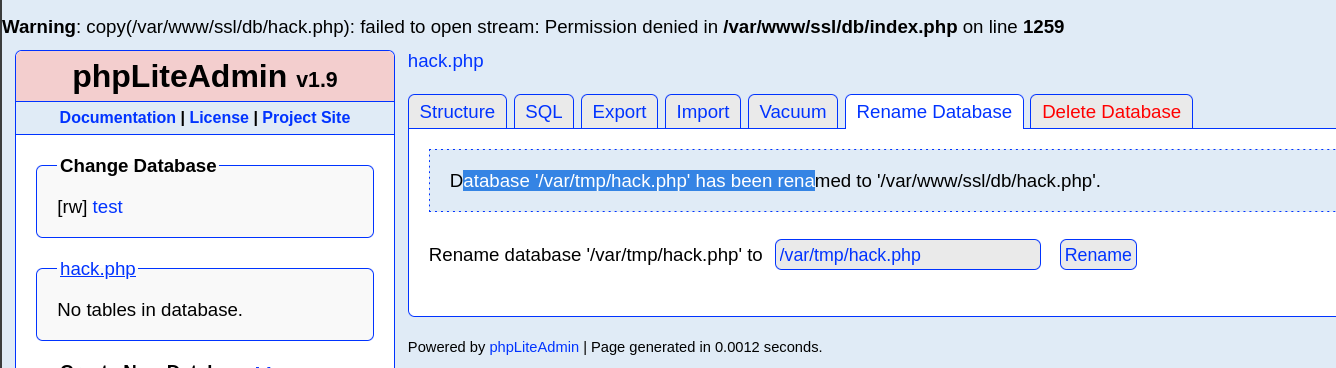 Warning: copy(/var/www/ssl/db/hack.php): failed to open stream: Permission denied in /var/www/ssl/db/index.php on line 1259
phpLiteAdmin v1.9
Documentation | License | Project Site
Change Database
[rw] test
hack.php
No tables in database.
hack.php
Structure
SQL
Export
Import
Vacuum
Rename Database
Delete Database
Database '/var/tmp/hack.php' has been renamed to '/var/www/ssl/db/hack.php'.
Rename database '/var/tmp/hack.php' to /var/tmp/hack.php Rename
Powered by phpLiteAdmin | Page generated in 0.0012 seconds.